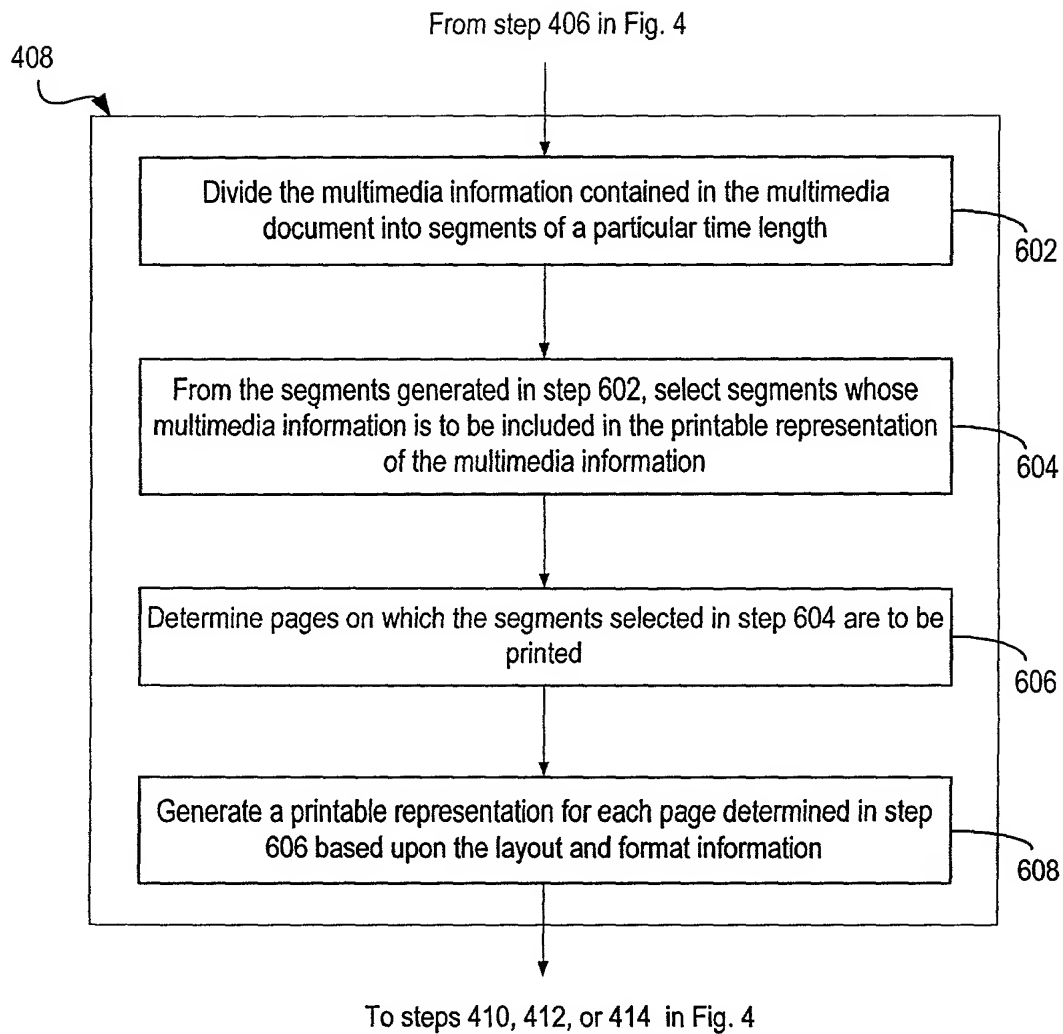 From step 406 in Fig. 4
408
Divide the multimedia information contained in the multimedia
document into segments of a particular time length
602
From the segments generated in step 602, select segments whose
multimedia information is to be included in the printable representation
of the multimedia information
604
Determine pages on which the segments selected in step 604 are to be
printed
606
Generate a printable representation for each page determined in step
606 based upon the layout and format information
608
To steps 410, 412, or 414 in Fig. 4